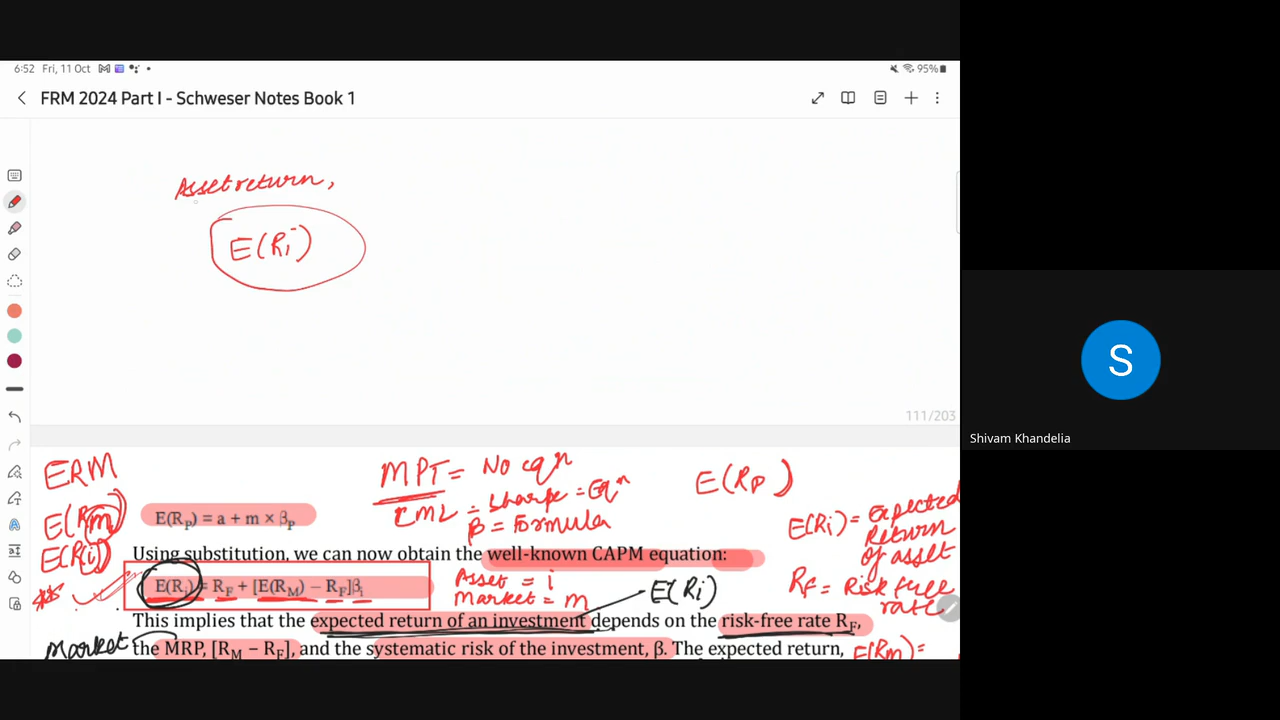 6:52 Fri, 11 Oct
95%
FRM 2024 Part I - Schweser Notes Book 1
Asset return,
E(Ri)
111/203
ERM
MPT = No eqn
E(RP)
E(Rm)
E(RP) = a + m × βP
CML = Sharpe = Eqn
E(Ri) = Expected
Return
of asset
β = Formula
E(Ri)
Using substitution, we can now obtain the well-known CAPM equation:
E(Ri) = RF + [E(RM) − RF]βi
Asset = i
Market = m
E(Ri)
RF = Risk full
rate
This implies that the expected return of an investment depends on the risk-free rate RF,
Market
the MRP, [RM − RF], and the systematic risk of the investment, β. The expected return,
E(Rm) =
S
Shivam Khandelia